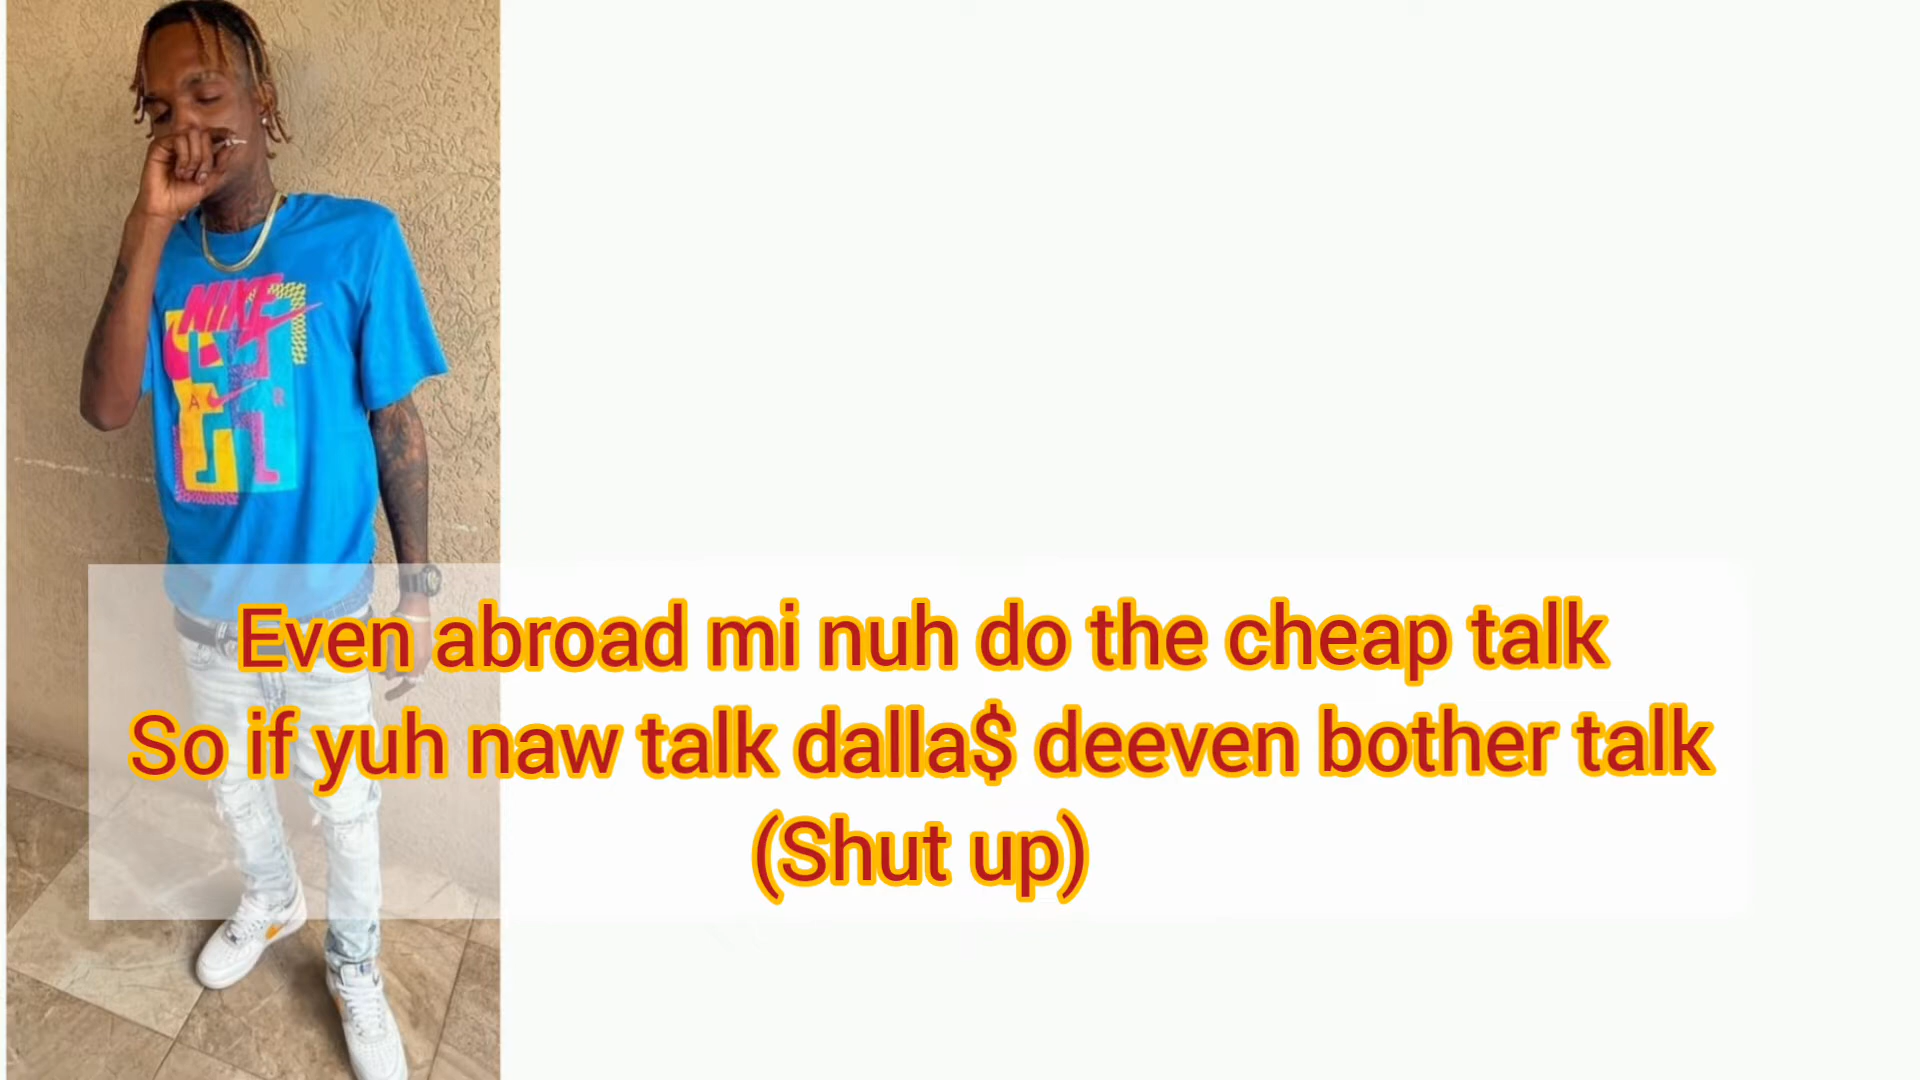 NIKE
A R
Even abroad mi nuh do the cheap talk
So if yuh naw talk dalla$ deeven bother talk
(Shut up)